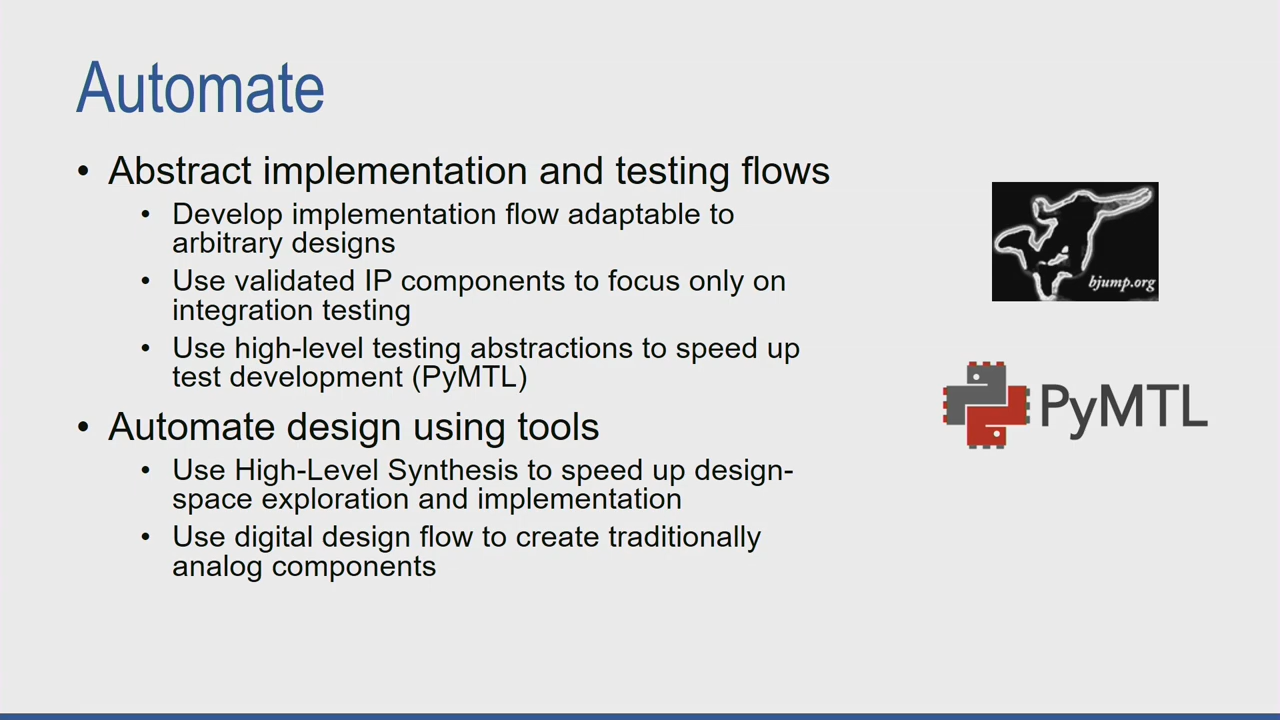 Automate
• Abstract implementation and testing flows
• Develop implementation flow adaptable to
arbitrary designs
• Use validated IP components to focus only on
integration testing
• Use high-level testing abstractions to speed up
test development (PyMTL)
• Automate design using tools
• Use High-Level Synthesis to speed up design-
space exploration and implementation
• Use digital design flow to create traditionally
analog components
bjump.org
PyMTL